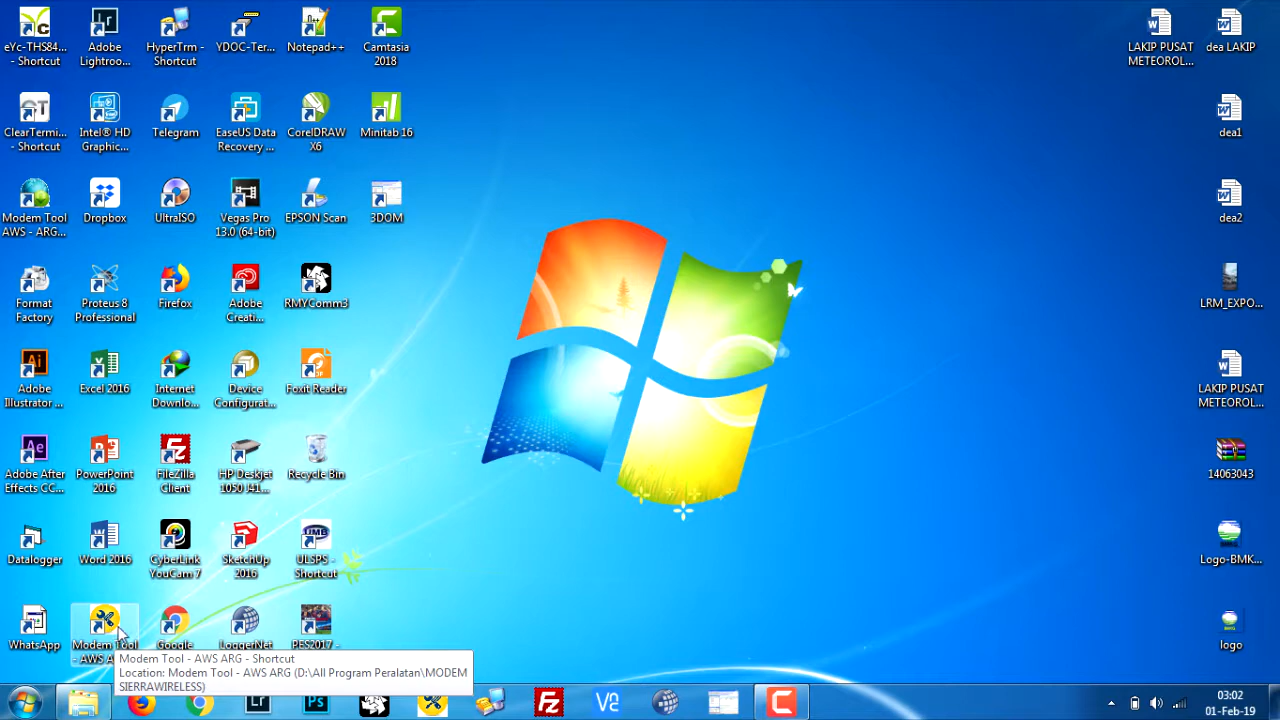 eYc-THS84...
- Shortcut
Adobe
Lightroo...
HyperTrm -
Shortcut
YDOC-Ter...
Notepad++
Camtasia
2018
LAKIP PUSAT
METEOROL...
dea LAKIP
ClearTermi...
- Shortcut
Intel® HD
Graphic...
Telegram
EaseUS Data
Recovery ...
CorelDRAW
X6
Minitab 16
dea1
Modem Tool
AWS - ARG...
Dropbox
UltraISO
Vegas Pro
13.0 (64-bit)
EPSON Scan
3DOM
dea2
Format
Factory
Proteus 8
Professional
Firefox
Adobe
Creati...
RMYComm3
LRM_EXPO...
Adobe
Illustrator ...
Excel 2016
Internet
Downlo...
Device
Configurat...
Foxit Reader
LAKIP PUSAT
METEOROL...
Adobe After
Effects CC...
PowerPoint
2016
FileZilla
Client
HP Deskjet
1050 J41...
Recycle Bin
14063043
Datalogger
Word 2016
CyberLink
YouCam 7
SketchUp
2016
ULSPS -
Shortcut
Logo-BMK...
WhatsApp
Modem Tool
- AWS A
Google
LoggerNet
PES2017 -
logo
Modem Tool - AWS ARG - Shortcut
Location: Modem Tool - AWS ARG (D:\All Program Peralatan\MODEM
SIERRAWIRELESS)
03:02
01-Feb-19